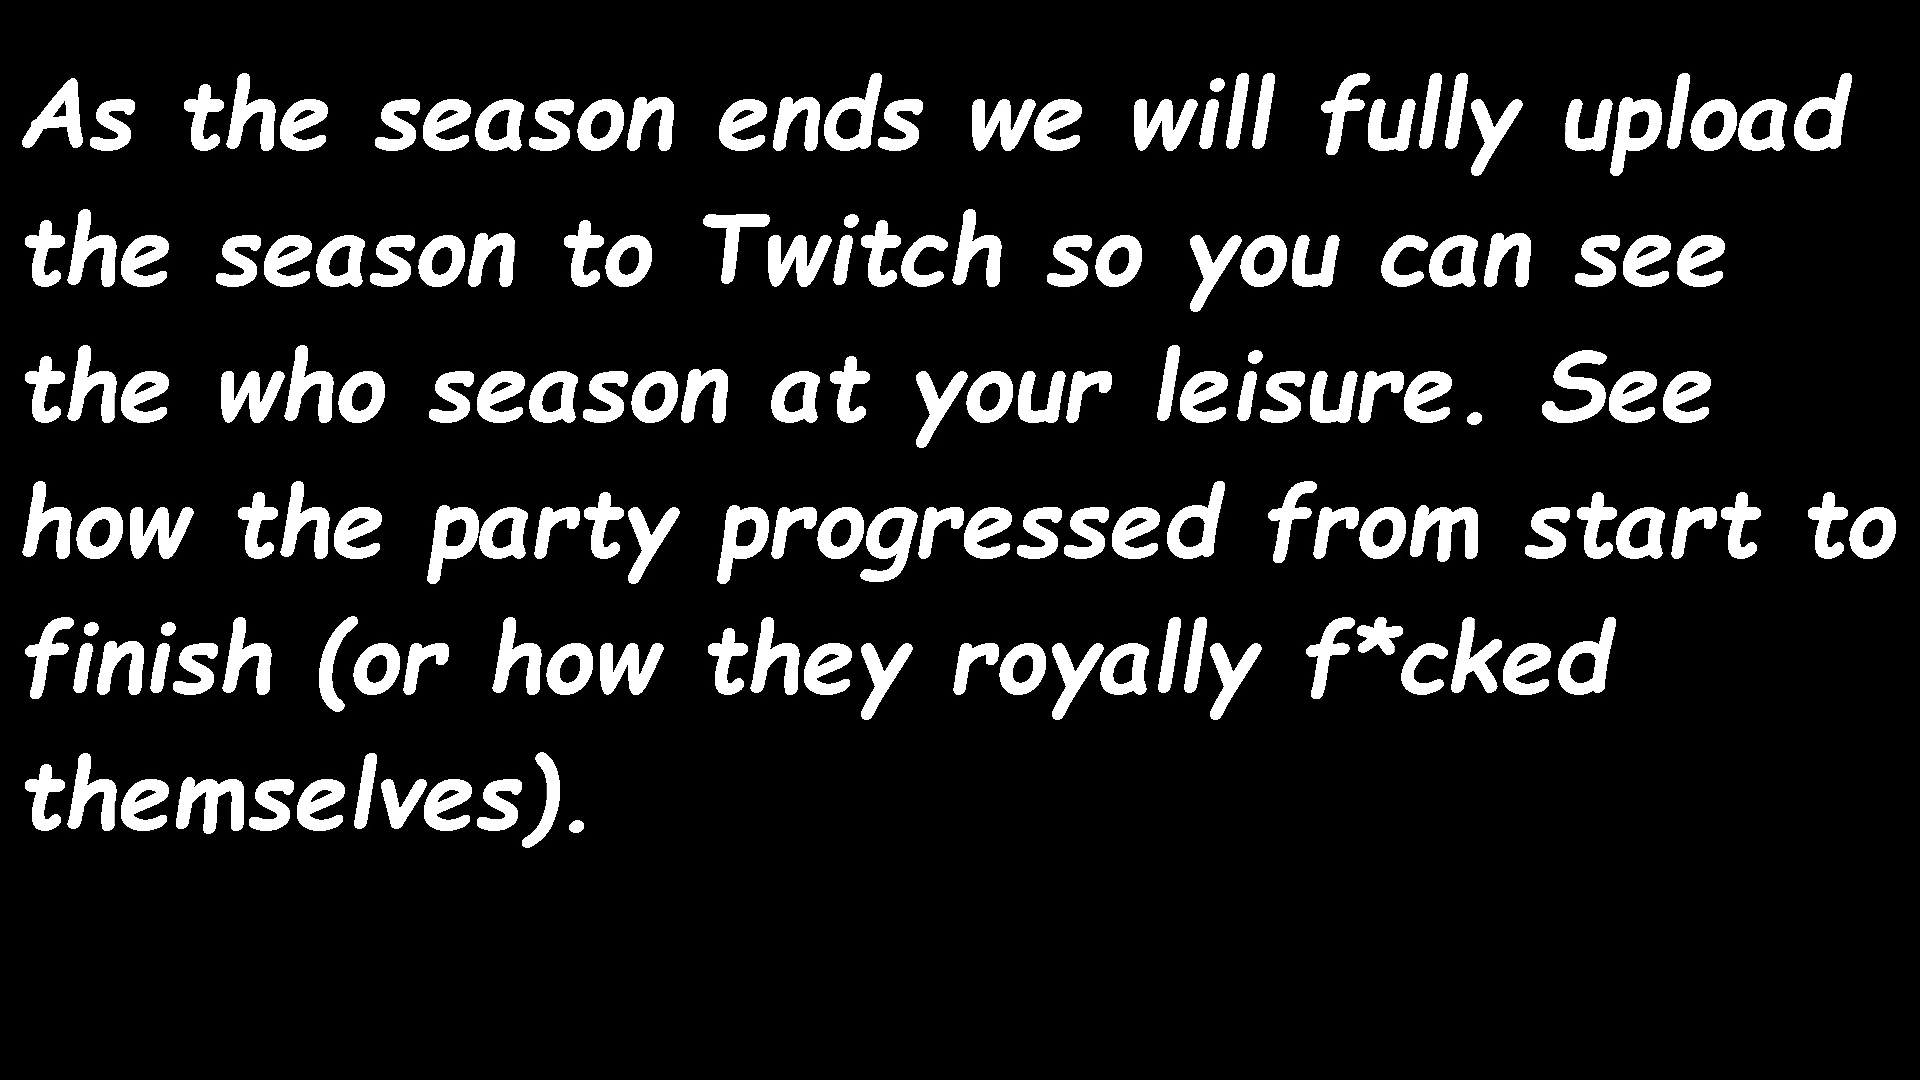 As the season ends we will fully upload
the season to Twitch so you can see
the who season at your leisure. See
how the party progressed from start to
finish (or how they royally f*cked
themselves).